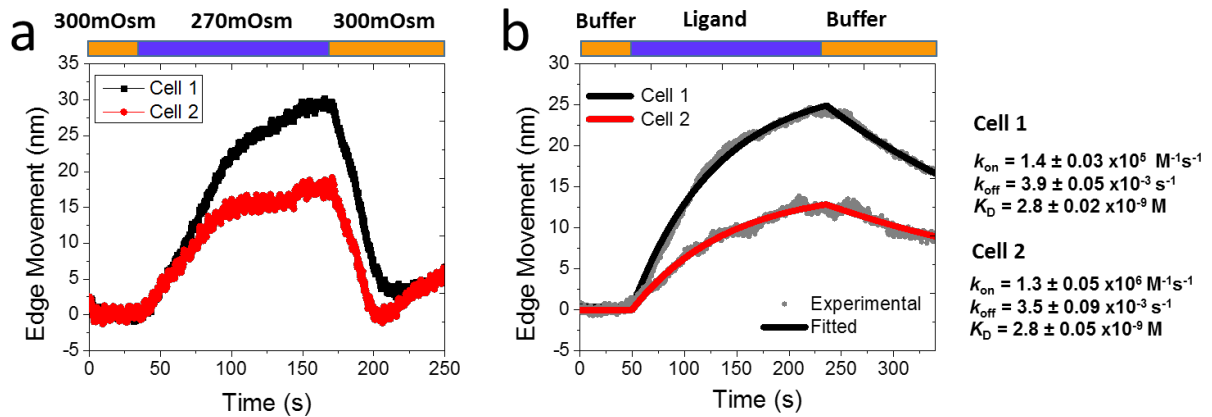 a
300mOsm 270mOsm 300mOsm
35
30
25
20
15
10
5
0
-5
Edge Movement (nm)
Cell 1
Cell 2
0 50 100 150 200 250
Time (s)
b
Buffer Ligand Buffer
30
25
20
15
10
5
0
-5
Edge Movement (nm)
Cell 1
Cell 2
Experimental
Fitted
0 50 100 150 200 250 300
Time (s)
Cell 1
kon = 1.4 ± 0.03 x10⁵ M⁻¹s⁻¹
koff = 3.9 ± 0.05 x10⁻³ s⁻¹
KD = 2.8 ± 0.02 x10⁻⁹ M
Cell 2
kon = 1.3 ± 0.05 x10⁶ M⁻¹s⁻¹
koff = 3.5 ± 0.09 x10⁻³ s⁻¹
KD = 2.8 ± 0.05 x10⁻⁹ M